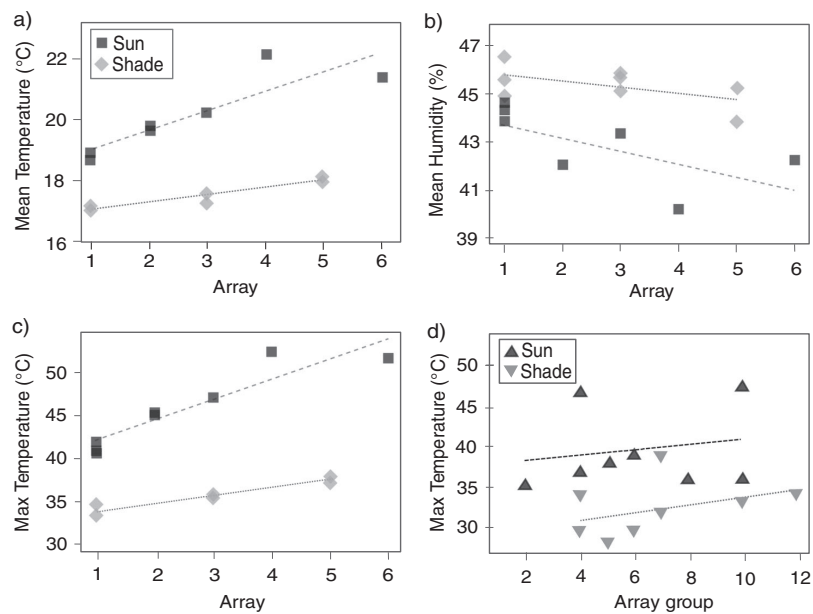 a)
Sun
Shade
Mean Temperature (°C)
22
20
18
16
1 2 3 4 5 6
Array
b)
Mean Humidity (%)
47
45
43
41
39
1 2 3 4 5 6
Array
c)
Max Temperature (°C)
50
45
40
35
30
1 2 3 4 5 6
Array
d)
Sun
Shade
Max Temperature (°C)
50
45
40
35
30
2 4 6 8 10 12
Array group